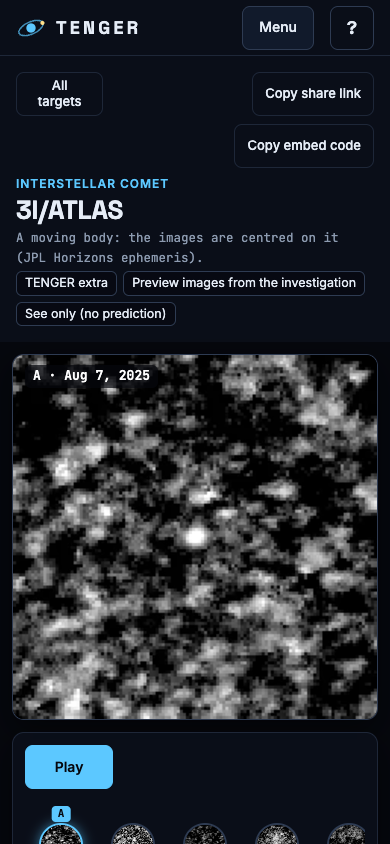 TENGER
Menu
?
All
targets
Copy share link
Copy embed code
INTERSTELLAR COMET
3I/ATLAS
A moving body: the images are centred on it
(JPL Horizons ephemeris).
TENGER extra
Preview images from the investigation
See only (no prediction)
A · Aug 7, 2025
Play
A